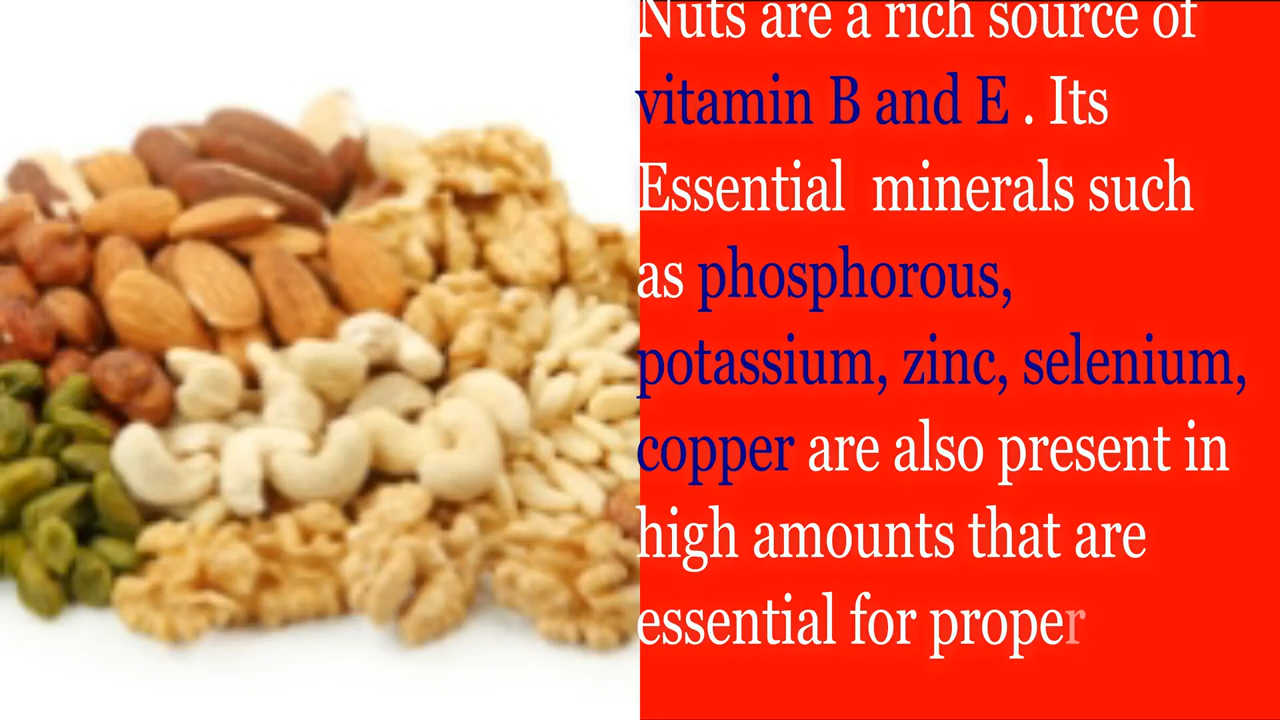 Nuts are a rich source of
vitamin B and E . Its
Essential  minerals such
as phosphorous,
potassium, zinc, selenium,
copper are also present in
high amounts that are
essential for proper